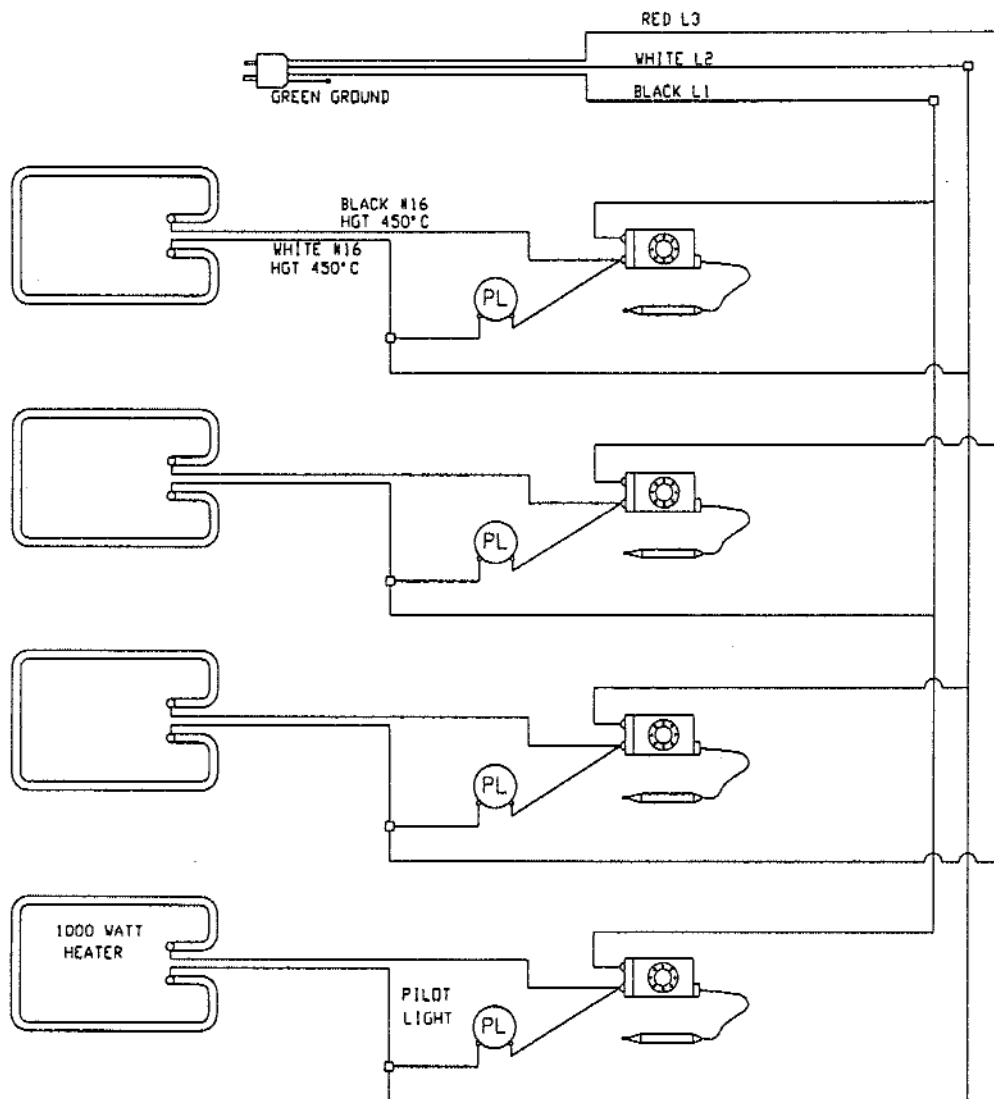 RED L3
WHITE L2
GREEN GROUND
BLACK L1
BLACK #16
HGT 450°C
WHITE #16
HGT 450°C
PL
PL
PL
1000 WATT
HEATER
PILOT
LIGHT
PL